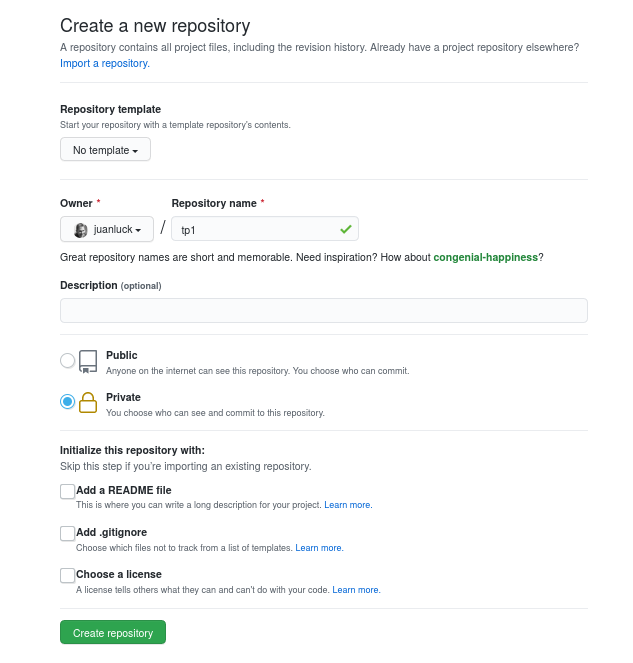 Create a new repository
A repository contains all project files, including the revision history. Already have a project repository elsewhere?
Import a repository.
Repository template
Start your repository with a template repository's contents.
No template
Owner * Repository name *
juanluck / tp1
Great repository names are short and memorable. Need inspiration? How about congenial-happiness?
Description (optional)
Public
Anyone on the internet can see this repository. You choose who can commit.
Private
You choose who can see and commit to this repository.
Initialize this repository with:
Skip this step if you're importing an existing repository.
Add a README file
This is where you can write a long description for your project. Learn more.
Add .gitignore
Choose which files not to track from a list of templates. Learn more.
Choose a license
A license tells others what they can and can't do with your code. Learn more.
Create repository